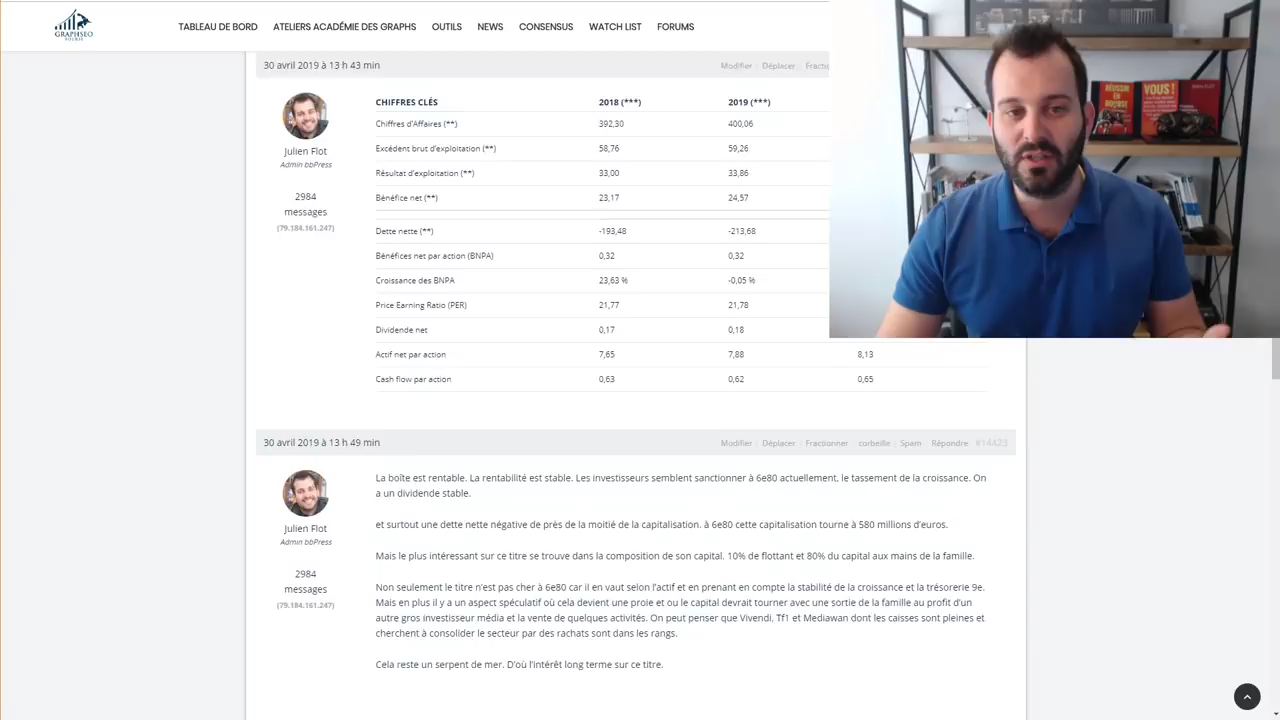 GRAPHSEO
BOURSE
TABLEAU DE BORD ATELIERS ACADÉMIE DES GRAPHS OUTILS NEWS CONSENSUS WATCH LIST FORUMS
30 avril 2019 à 13 h 43 min Modifier Déplacer Fractio
Julien Flot
Admin bbPress
2984
messages
(79.184.161.247)
CHIFFRES CLÉS 2018 (***) 2019 (***)
Chiffres d'Affaires (**) 392,30 400,06
Excédent brut d'exploitation (**) 58,76 59,26
Résultat d'exploitation (**) 33,00 33,86
Bénéfice net (**) 23,17 24,57
Dette nette (**) -193,48 -213,68
Bénéfices net par action (BNPA) 0,32 0,32
Croissance des BNPA 23,63 % -0,05 %
Price Earning Ratio (PER) 21,77 21,78
Dividende net 0,17 0,18
Actif net par action 7,65 7,88 8,13
Cash flow par action 0,63 0,62 0,65
RÉUSSIR
EN
BOURSE
VOUS !
30 avril 2019 à 13 h 49 min Modifier Déplacer Fractionner corbeille Spam Répondre #14423
Julien Flot
Admin bbPress
2984
messages
(79.184.161.247)
La boîte est rentable. La rentabilité est stable. Les investisseurs semblent sanctionner à 6e80 actuellement, le tassement de la croissance. On
a un dividende stable.
et surtout une dette nette négative de près de la moitié de la capitalisation. à 6e80 cette capitalisation tourne à 580 millions d'euros.
Mais le plus intéressant sur ce titre se trouve dans la composition de son capital. 10% de flottant et 80% du capital aux mains de la famille.
Non seulement le titre n'est pas cher à 6e80 car il en vaut selon l'actif et en prenant en compte la stabilité de la croissance et la trésorerie 9e.
Mais en plus il y a un aspect spéculatif où cela devient une proie et ou le capital devrait tourner avec une sortie de la famille au profit d'un
autre gros investisseur média et la vente de quelques activités. On peut penser que Vivendi, Tf1 et Mediawan dont les caisses sont pleines et
cherchent à consolider le secteur par des rachats sont dans les rangs.
Cela reste un serpent de mer. D'où l'intérêt long terme sur ce titre.